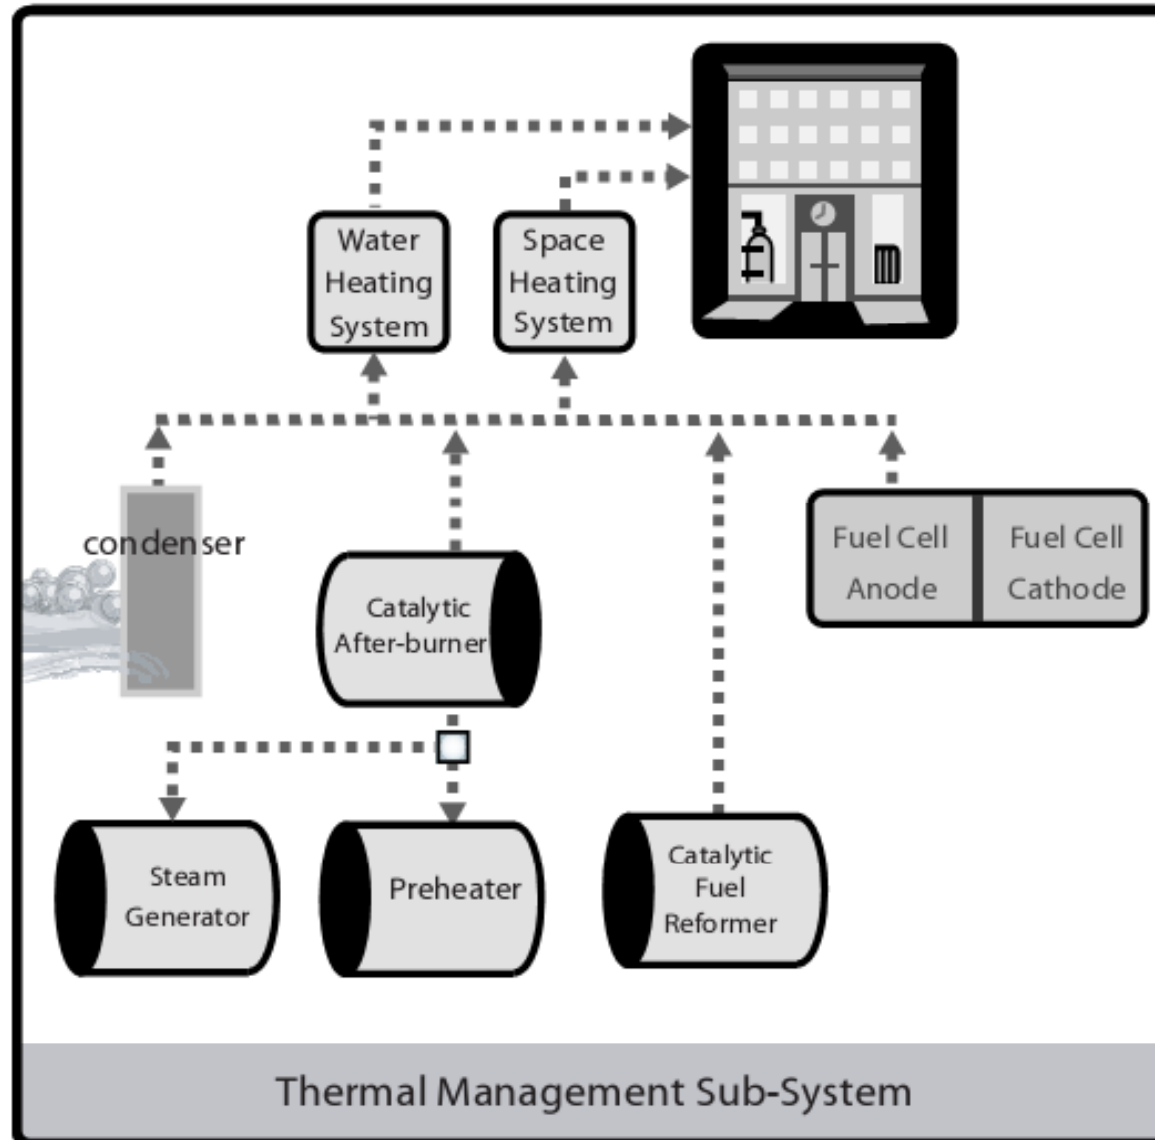 Water
Heating
System
Space
Heating
System
condenser
Catalytic
After-burner
Fuel Cell
Anode
Fuel Cell
Cathode
Steam
Generator
Preheater
Catalytic
Fuel
Reformer
Thermal Management Sub-System